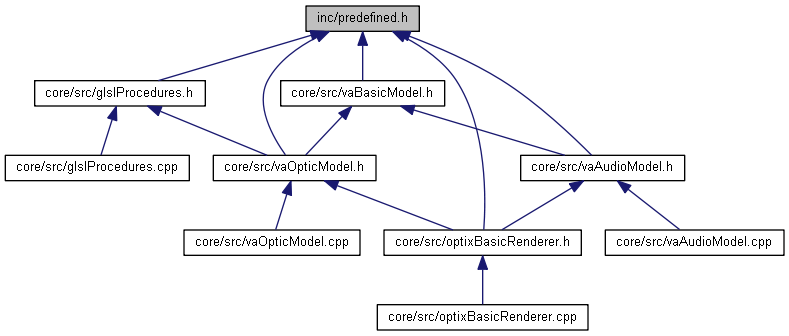 inc/predefined.h
core/src/glslProcedures.h
core/src/vaBasicModel.h
core/src/glslProcedures.cpp
core/src/vaOpticModel.h
core/src/vaAudioModel.h
core/src/vaOpticModel.cpp
core/src/optixBasicRenderer.h
core/src/vaAudioModel.cpp
core/src/optixBasicRenderer.cpp